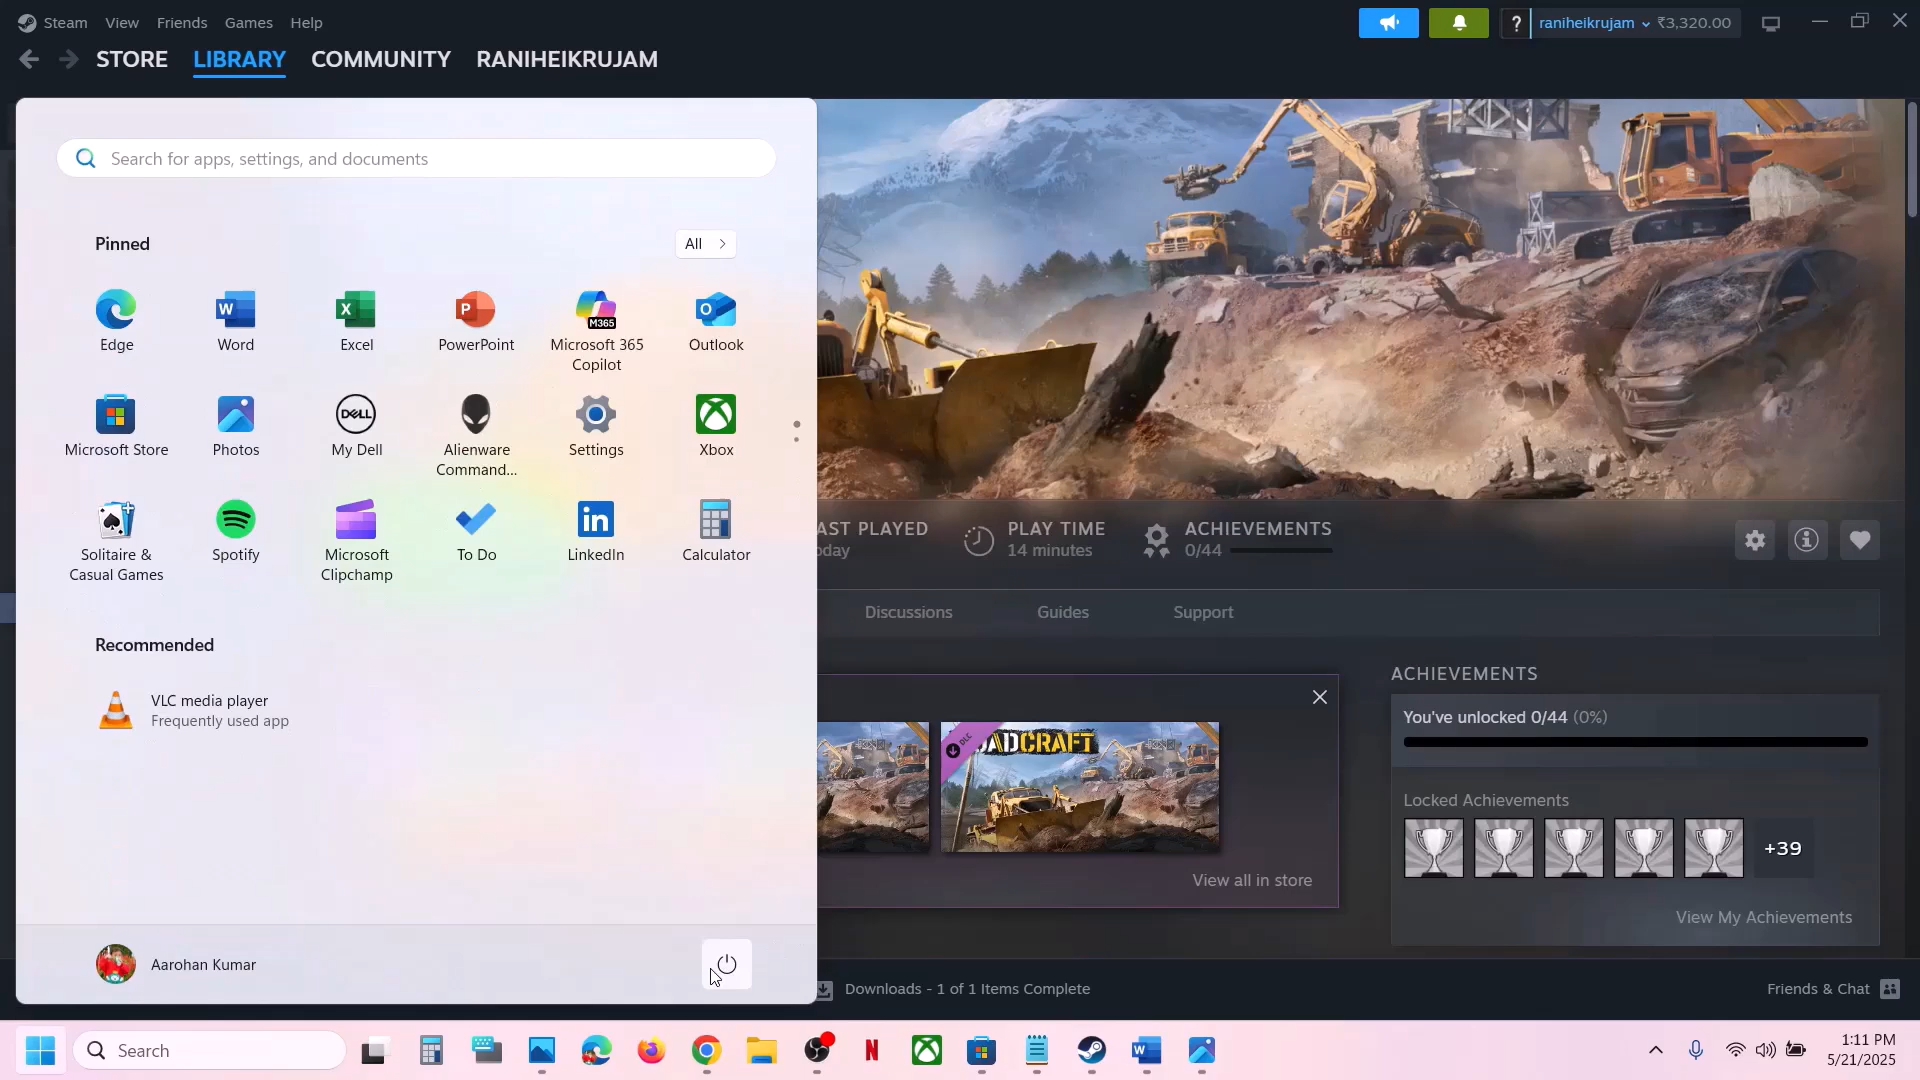 Steam View Friends Games Help
? raniheikrujam ₹3,320.00
STORE LIBRARY COMMUNITY RANIHEIKRUJAM
Search for apps, settings, and documents
Pinned
All
Edge Word Excel PowerPoint Microsoft 365 Copilot Outlook
Microsoft Store Photos My Dell Alienware Command... Settings Xbox
Solitaire & Casual Games Spotify Microsoft Clipchamp To Do LinkedIn Calculator
W X P M365 O
DELL
in
Recommended
VLC media player
Frequently used app
Aarohan Kumar
AST PLAYED
oday
PLAY TIME
14 minutes
ACHIEVEMENTS
0/44
Discussions Guides Support
DLC
ADCRAFT
View all in store
ACHIEVEMENTS
You've unlocked 0/44 (0%)
Locked Achievements
+39
View My Achievements
Downloads - 1 of 1 Items Complete
Friends & Chat
Search
N
W
1:11 PM
5/21/2025